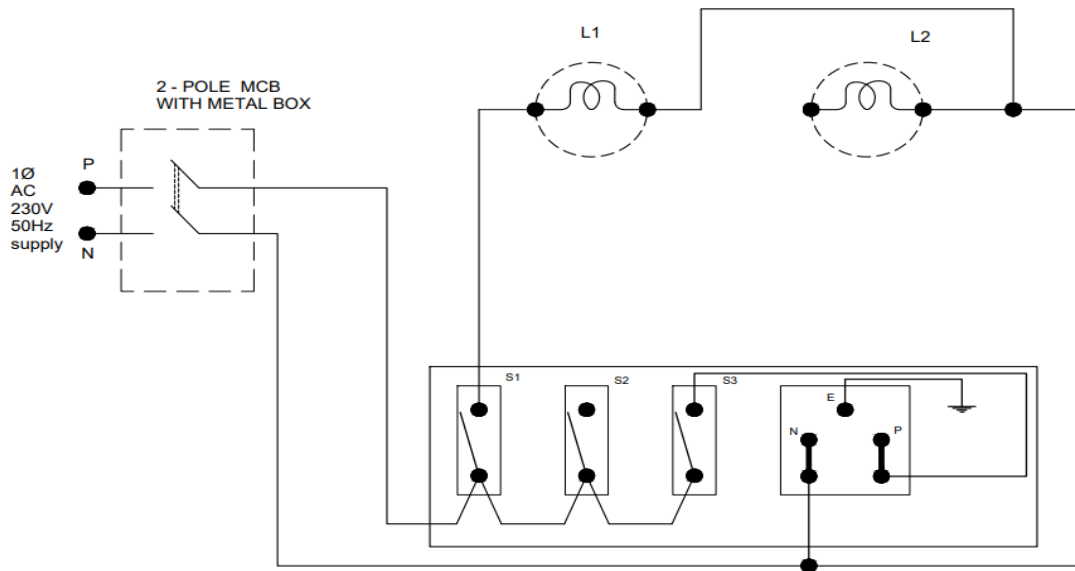 L1
L2
2 - POLE MCB
WITH METAL BOX
P
1Ø
AC
230V
50Hz
supply
N
S1
S2
S3
E
N
P